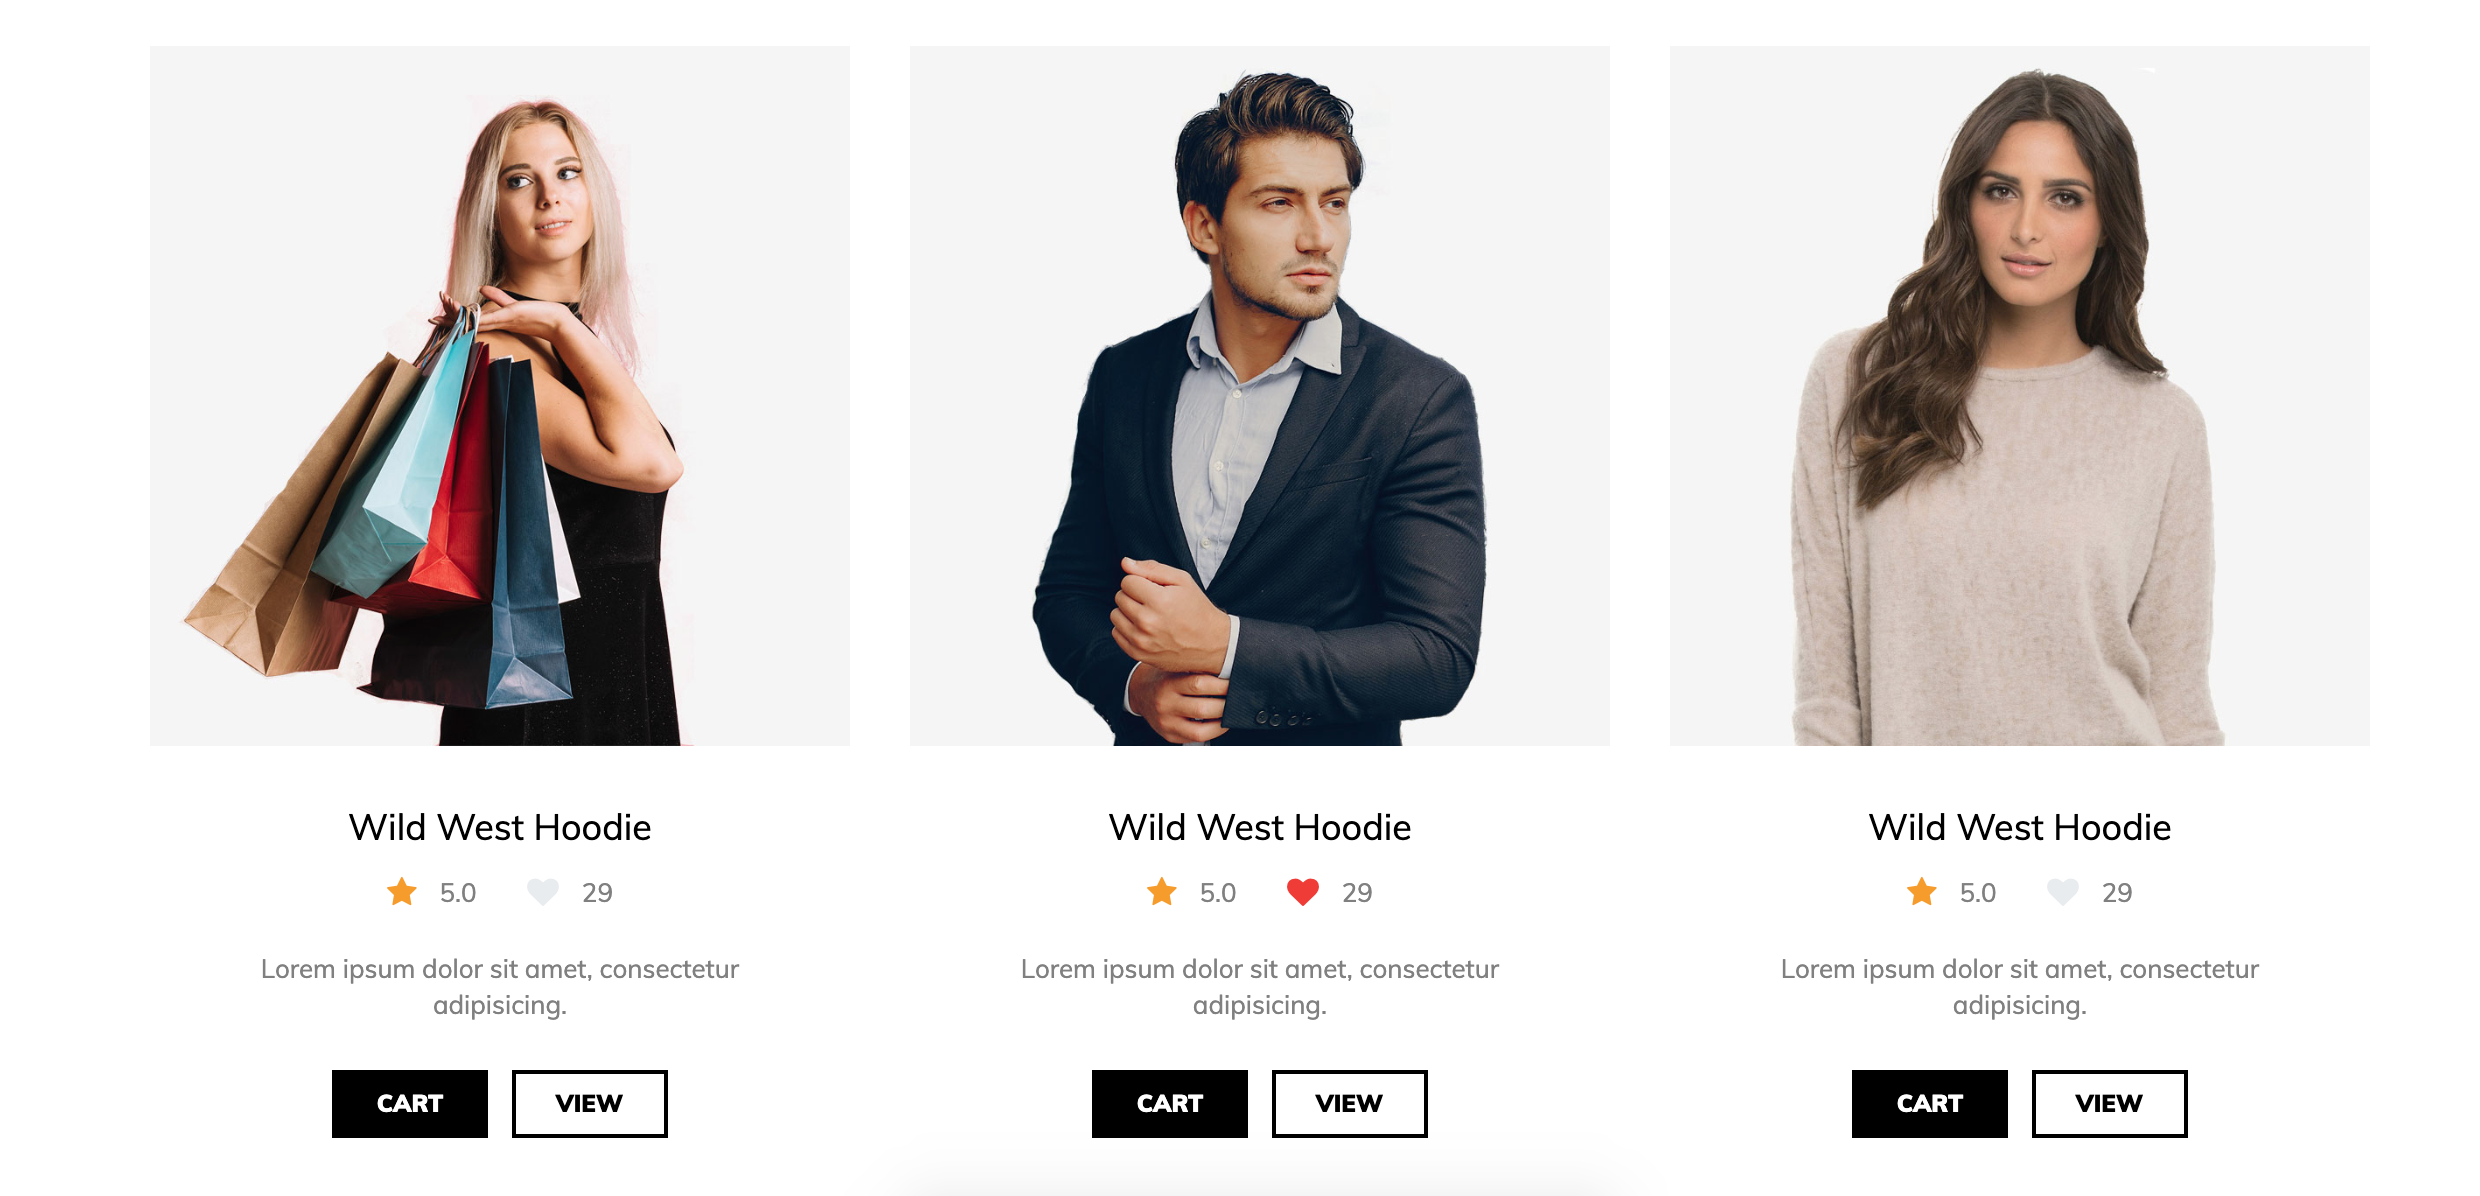 Wild West Hoodie
5.0 29
Lorem ipsum dolor sit amet, consectetur
adipisicing.
CART VIEW
Wild West Hoodie
5.0 29
Lorem ipsum dolor sit amet, consectetur
adipisicing.
CART VIEW
Wild West Hoodie
5.0 29
Lorem ipsum dolor sit amet, consectetur
adipisicing.
CART VIEW